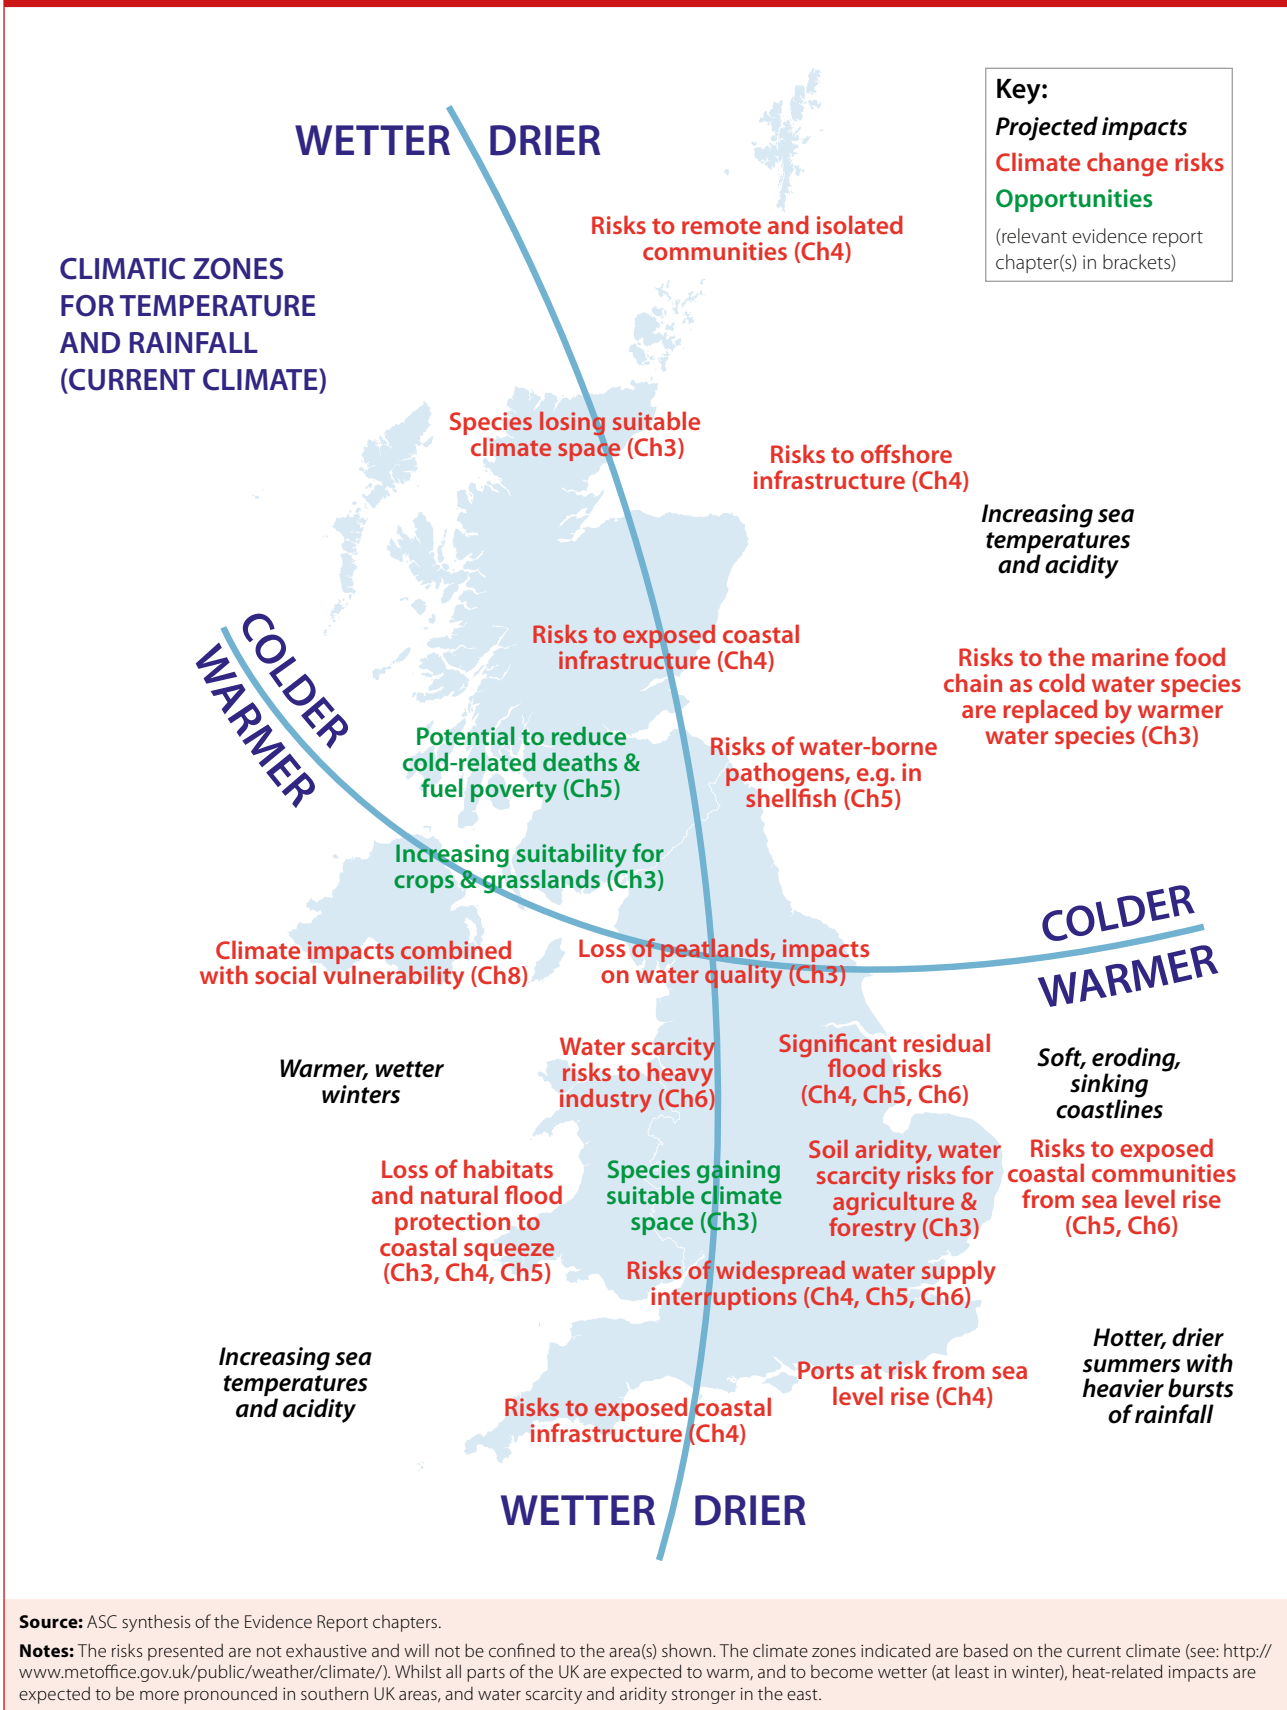 WETTER DRIER
Key:
Projected impacts
Climate change risks
Opportunities
(relevant evidence report
chapter(s) in brackets)
CLIMATIC ZONES
FOR TEMPERATURE
AND RAINFALL
(CURRENT CLIMATE)
Risks to remote and isolated
communities (Ch4)
Species losing suitable
climate space (Ch3)
Risks to offshore
infrastructure (Ch4)
Increasing sea
temperatures
and acidity
COLDER
WARMER
Risks to exposed coastal
infrastructure (Ch4)
Risks to the marine food
chain as cold water species
are replaced by warmer
water species (Ch3)
Potential to reduce
cold-related deaths &
fuel poverty (Ch5)
Risks of water-borne
pathogens, e.g. in
shellfish (Ch5)
Increasing suitability for
crops & grasslands (Ch3)
COLDER
WARMER
Climate impacts combined
with social vulnerability (Ch8)
Loss of peatlands, impacts
on water quality (Ch3)
Warmer, wetter
winters
Water scarcity
risks to heavy
industry (Ch6)
Significant residual
flood risks
(Ch4, Ch5, Ch6)
Soft, eroding,
sinking
coastlines
Loss of habitats
and natural flood
protection to
coastal squeeze
(Ch3, Ch4, Ch5)
Species gaining
suitable climate
space (Ch3)
Soil aridity, water
scarcity risks for
agriculture &
forestry (Ch3)
Risks to exposed
coastal communities
from sea level rise
(Ch5, Ch6)
Risks of widespread water supply
interruptions (Ch4, Ch5, Ch6)
Increasing sea
temperatures
and acidity
Ports at risk from sea
level rise (Ch4)
Hotter, drier
summers with
heavier bursts
of rainfall
Risks to exposed coastal
infrastructure (Ch4)
WETTER DRIER
Source: ASC synthesis of the Evidence Report chapters.
Notes: The risks presented are not exhaustive and will not be confined to the area(s) shown. The climate zones indicated are based on the current climate (see: http://
www.metoffice.gov.uk/public/weather/climate/). Whilst all parts of the UK are expected to warm, and to become wetter (at least in winter), heat-related impacts are
expected to be more pronounced in southern UK areas, and water scarcity and aridity stronger in the east.